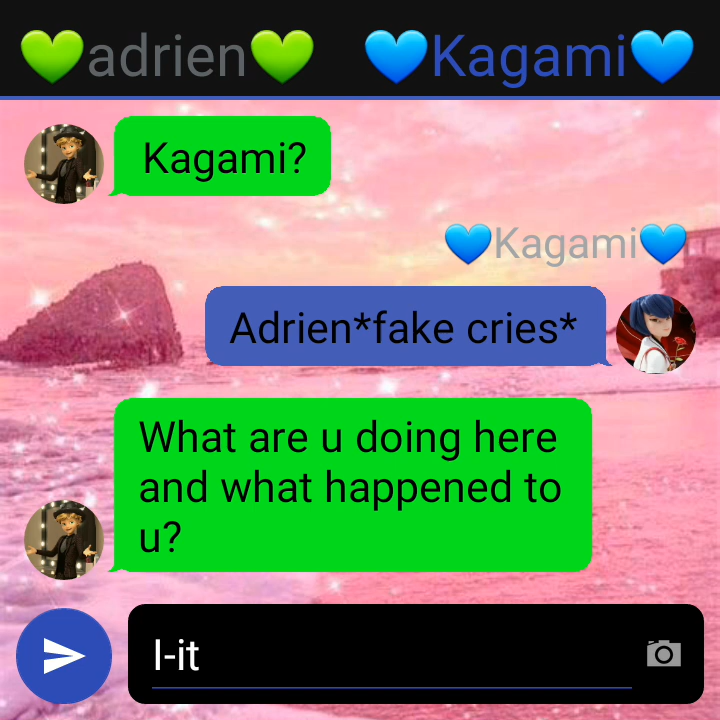 💚adrien💚 💙Kagami💙
Kagami?
💙Kagami💙
Adrien*fake cries*
What are u doing here
and what happened to
u?
I-it